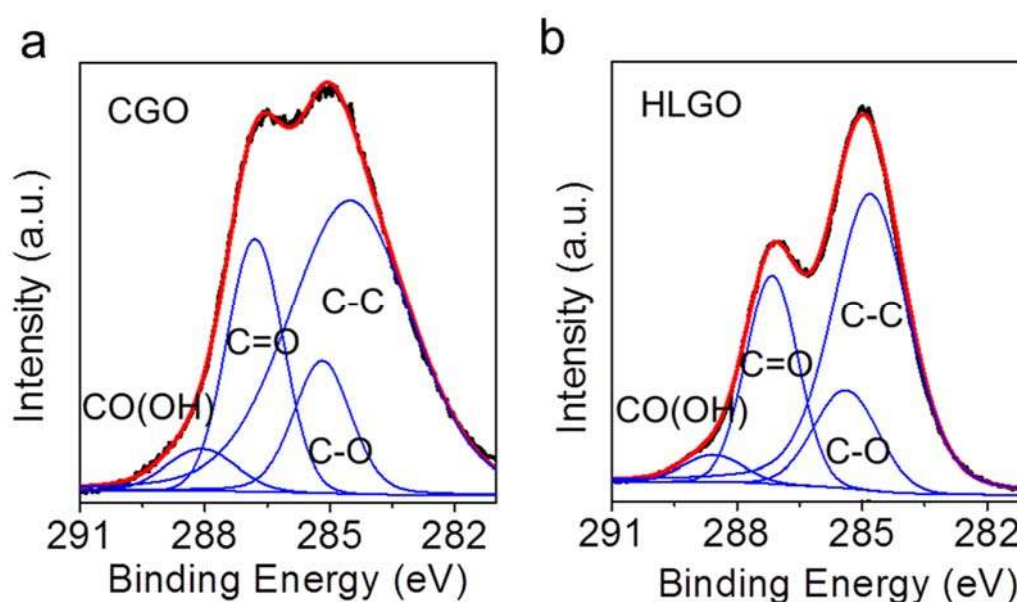 a
CGO
C-C
C=O
CO(OH)
C-O
Intensity (a.u.)
291 288 285 282
Binding Energy (eV)
b
HLGO
C-C
C=O
CO(OH)
C-O
Intensity (a.u.)
291 288 285 282
Binding Energy (eV)